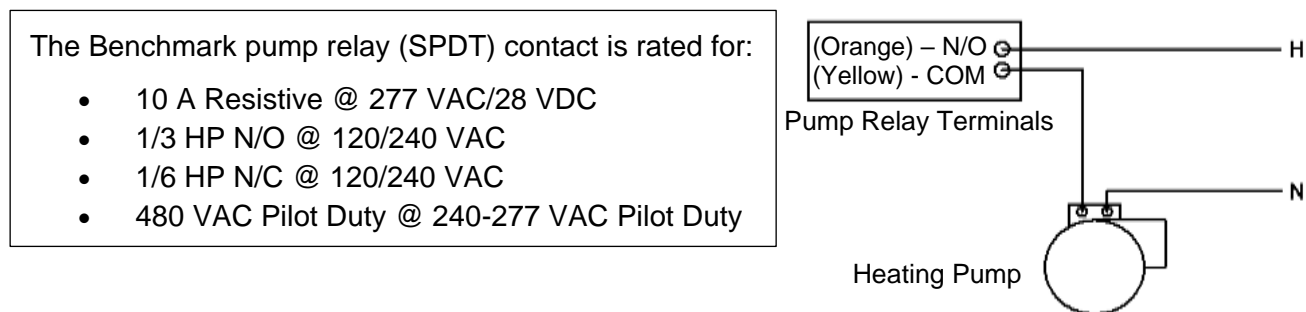 The Benchmark pump relay (SPDT) contact is rated for:
• 10 A Resistive @ 277 VAC/28 VDC
• 1/3 HP N/O @ 120/240 VAC
• 1/6 HP N/C @ 120/240 VAC
• 480 VAC Pilot Duty @ 240-277 VAC Pilot Duty
(Orange) – N/O
(Yellow) - COM
Pump Relay Terminals
H
N
Heating Pump